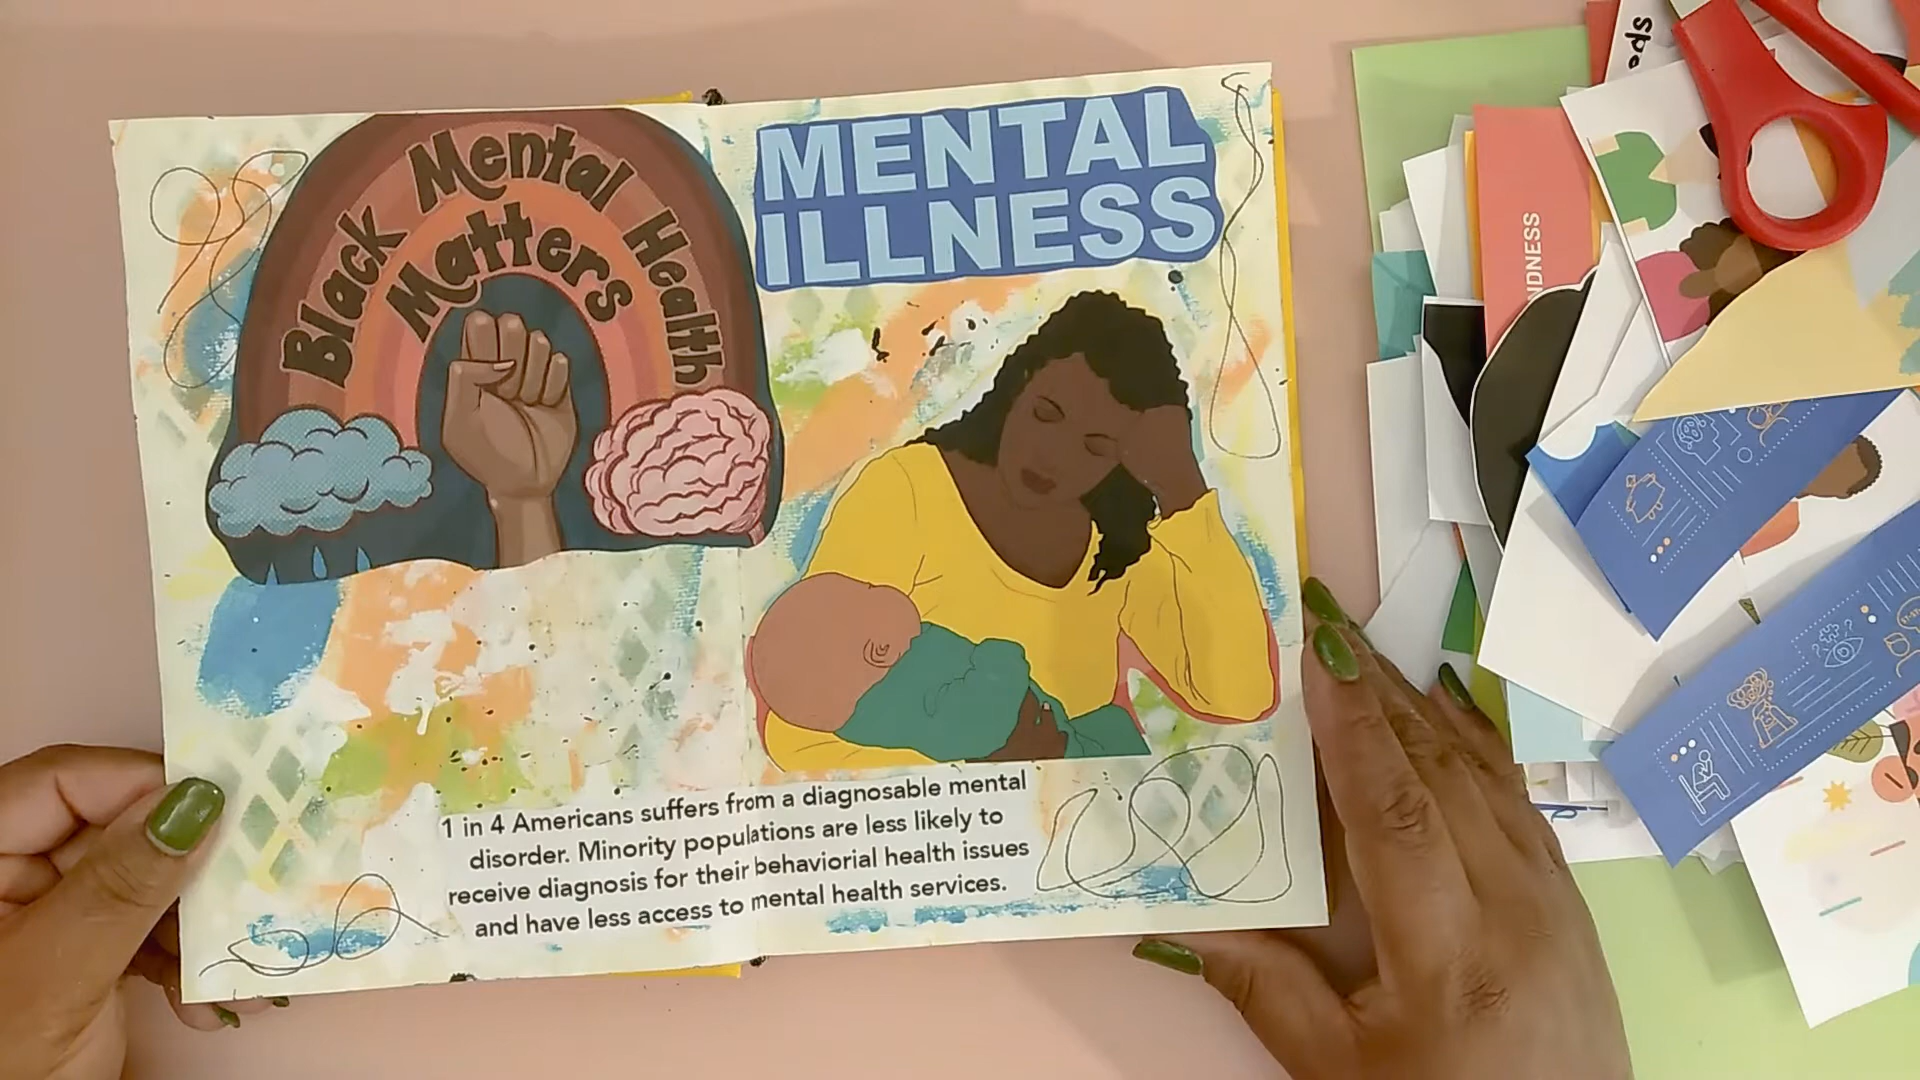 Black Mental Health
Matters
MENTAL
ILLNESS
1 in 4 Americans suffers from a diagnosable mental
disorder. Minority populations are less likely to
receive diagnosis for their behaviorial health issues
and have less access to mental health services.
NDNESS